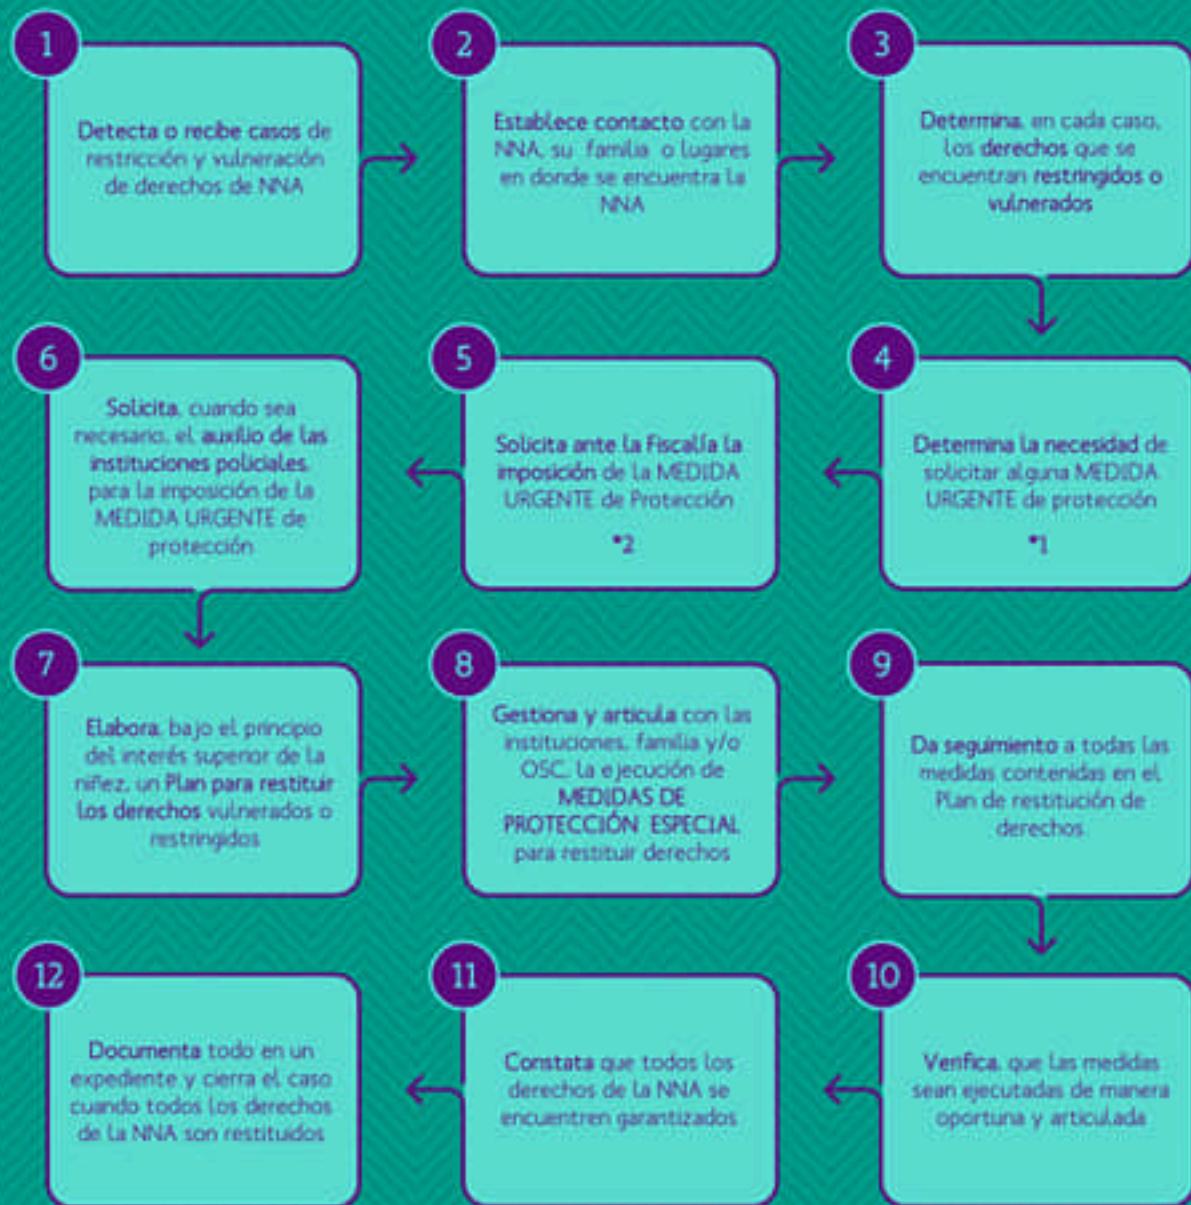 1
Detecta o recibe casos de
restricción y vulneración
de derechos de NNA
2
Establece contacto con la
NNA, su familia o lugares
en donde se encuentra la
NNA
3
Determina, en cada caso,
los derechos que se
encuentran restringidos o
vulnerados
4
Determina la necesidad de
solicitar alguna MEDIDA
URGENTE de protección
*1
5
Solicita ante la Fiscalía la
imposición de la MEDIDA
URGENTE de Protección
*2
6
Solicita, cuando sea
necesario, el auxilio de las
instituciones policiales,
para la imposición de la
MEDIDA URGENTE de
protección
7
Elabora, bajo el principio
del interés superior de la
niñez, un Plan para restituir
los derechos vulnerados o
restringidos
8
Gestiona y articula con las
instituciones, familia y/o
OSC, la ejecución de
MEDIDAS DE
PROTECCIÓN ESPECIAL
para restituir derechos
9
Da seguimiento a todas las
medidas contenidas en el
Plan de restitución de
derechos
10
Verifica, que las medidas
sean ejecutadas de manera
oportuna y articulada
11
Constata que todos los
derechos de la NNA se
encuentren garantizados
12
Documenta todo en un
expediente y cierra el caso
cuando todos los derechos
de la NNA son restituidos